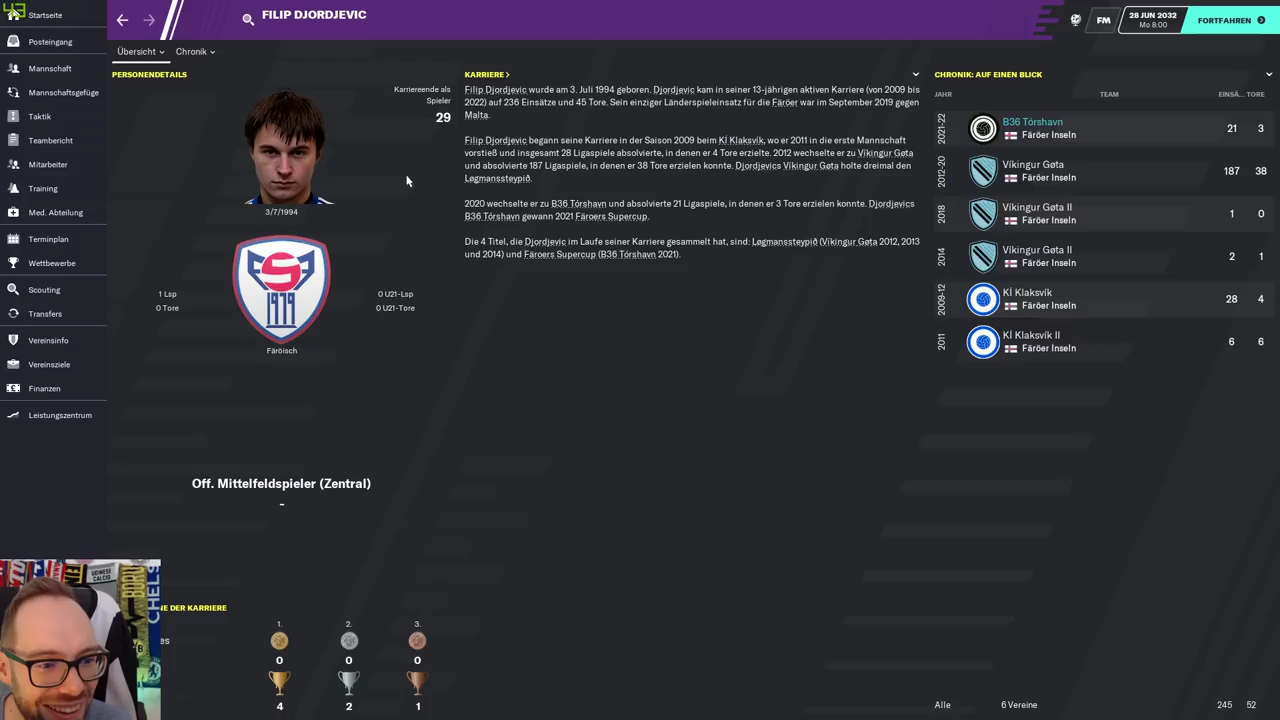 43
Startseite
Posteingang
Mannschaft
Mannschaftsgefüge
Taktik
Teambericht
Mitarbeiter
Training
Med. Abteilung
Terminplan
Wettbewerbe
Scouting
Transfers
Vereinsinfo
Vereinsziele
Finanzen
Leistungszentrum
FILIP DJORDJEVIC
FM
28 JUN 2032
Mo 8:00
FORTFAHREN
Übersicht
Chronik
PERSONENDETAILS
Karriereende als
Spieler
29
3/7/1994
1 Lsp
0 Tore
1979
0 U21-Lsp
0 U21-Tore
Färöisch
Off. Mittelfeldspieler (Zentral)
-
NE DER KARRIERE
es
1.
2.
3.
0
0
0
4
2
1
UDINESE CALCIO
BORU
CHELS
KARRIERE
Filip Djordjevic wurde am 3. Juli 1994 geboren. Djordjevic kam in seiner 13-jährigen aktiven Karriere (von 2009 bis
2022) auf 236 Einsätze und 45 Tore. Sein einziger Länderspieleinsatz für die Färöer war im September 2019 gegen
Malta.
Filip Djordjevic begann seine Karriere in der Saison 2009 beim KÍ Klaksvík, wo er 2011 in die erste Mannschaft
vorstieß und insgesamt 28 Ligaspiele absolvierte, in denen er 4 Tore erzielte. 2012 wechselte er zu Víkingur Gøta
und absolvierte 187 Ligaspiele, in denen er 38 Tore erzielen konnte. Djordjevics Víkingur Gøta holte dreimal den
Løgmanssteypið.
2020 wechselte er zu B36 Tórshavn und absolvierte 21 Ligaspiele, in denen er 3 Tore erzielen konnte. Djordjevics
B36 Tórshavn gewann 2021 Färoers Supercup.
Die 4 Titel, die Djordjevic im Laufe seiner Karriere gesammelt hat, sind: Løgmanssteypið (Víkingur Gøta 2012, 2013
und 2014) und Färoers Supercup (B36 Tórshavn 2021).
CHRONIK: AUF EINEN BLICK
JAHR
TEAM
EINSÄ...
TORE
2021-22
B36 Tórshavn
Färöer Inseln
21
3
2012-20
Víkingur Gøta
Färöer Inseln
187
38
2018
Víkingur Gøta II
Färöer Inseln
1
0
2014
Víkingur Gøta II
Färöer Inseln
2
1
2009-12
KÍ Klaksvík
Färöer Inseln
28
4
2011
KÍ Klaksvík II
Färöer Inseln
6
6
Alle
6 Vereine
245
52